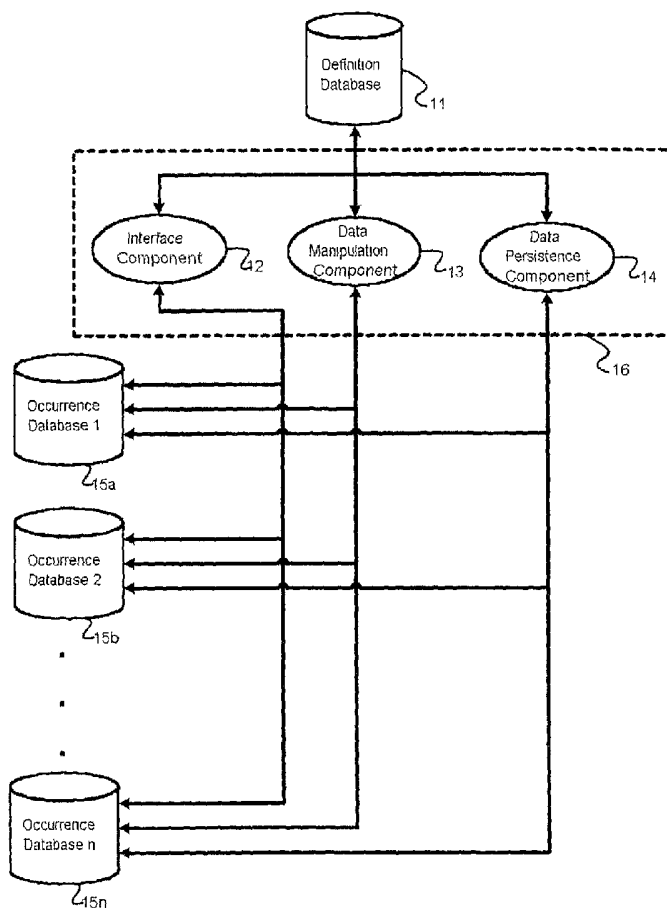 Definition
Database
11
Interface
Component
12
Data
Manipulation
Component
13
Data
Persistence
Component
14
16
Occurrence
Database 1
15a
Occurrence
Database 2
15b
Occurrence
Database n
15n